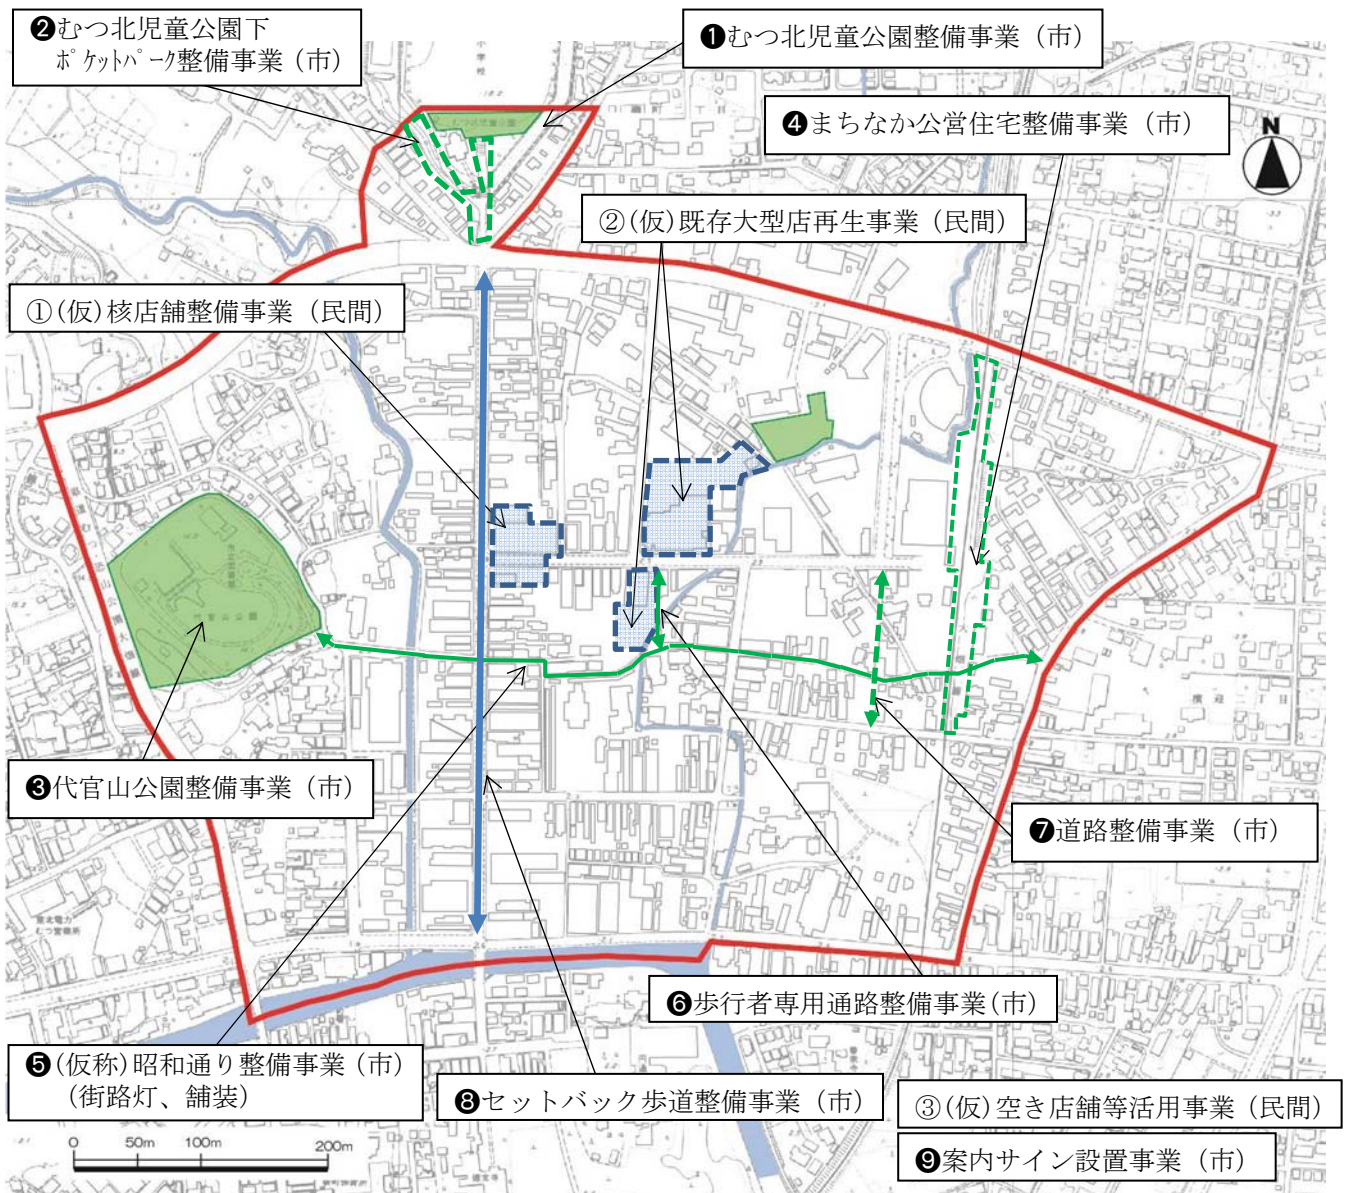 ❷むつ北児童公園下
ポケットパーク整備事業（市）
❶むつ北児童公園整備事業（市）
❹まちなか公営住宅整備事業（市）
N
②(仮)既存大型店再生事業（民間）
①(仮)核店舗整備事業（民間）
❸代官山公園整備事業（市）
❼道路整備事業（市）
❻歩行者専用通路整備事業(市）
❺(仮称)昭和通り整備事業（市）
（街路灯、舗装）
❽セットバック歩道整備事業（市）
③(仮)空き店舗等活用事業（民間）
❾案内サイン設置事業（市）
0 50m 100m 200m